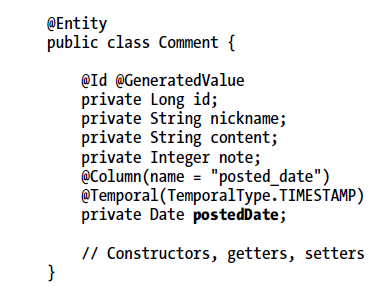 @Entity
public class Comment {
@Id @GeneratedValue
private Long id;
private String nickname;
private String content;
private Integer note;
@Column(name = "posted_date")
@Temporal(TemporalType.TIMESTAMP)
private Date postedDate;
// Constructors, getters, setters
}